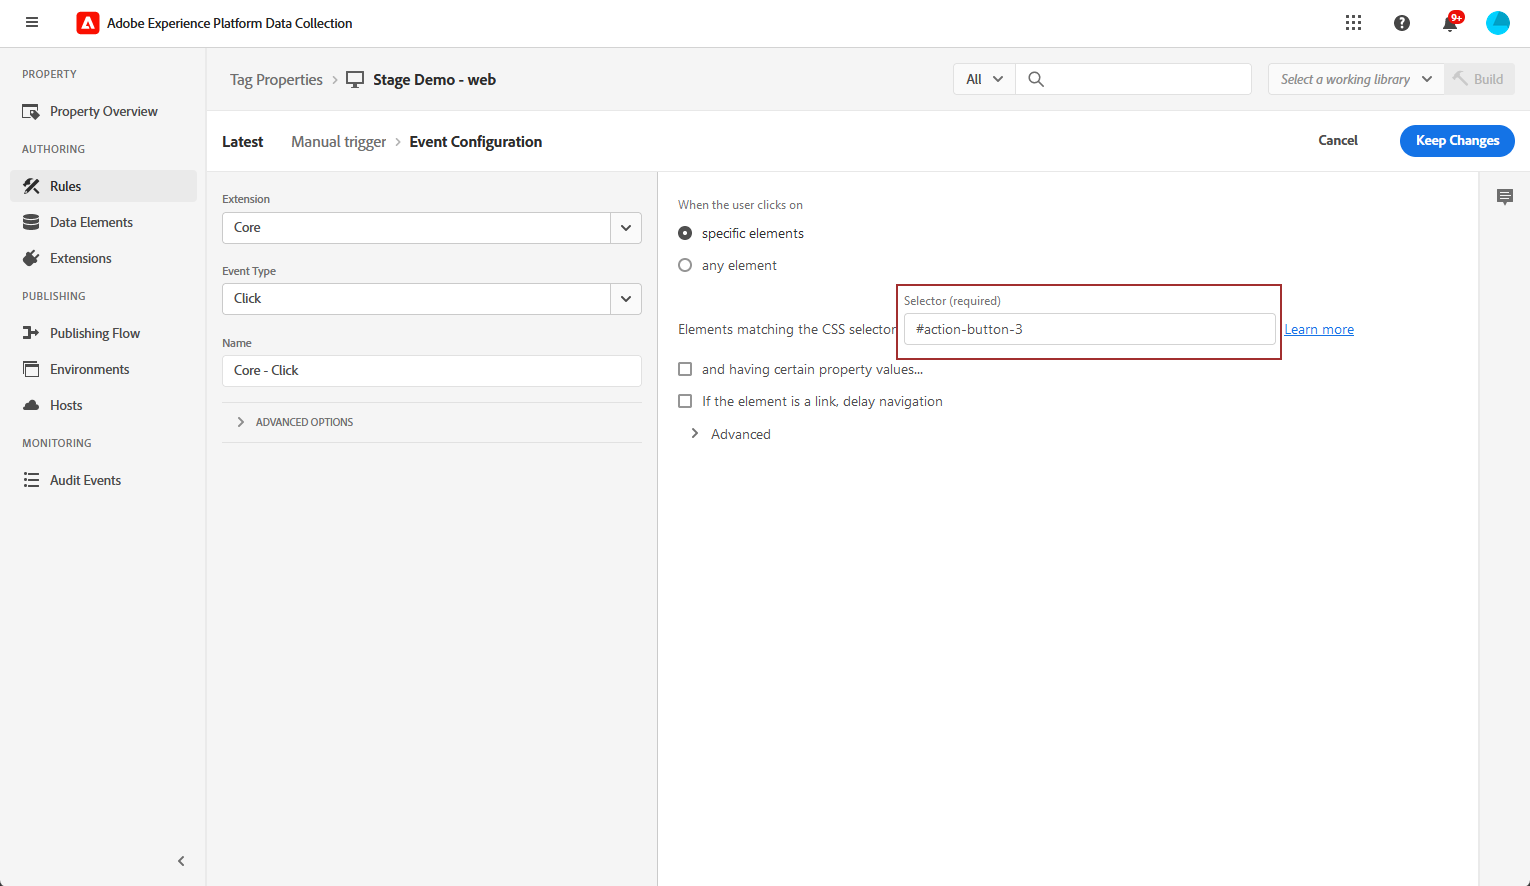 Adobe Experience Platform Data Collection
9+
PROPERTY
Property Overview
AUTHORING
Rules
Data Elements
Extensions
PUBLISHING
Publishing Flow
Environments
Hosts
MONITORING
Audit Events
Tag Properties > Stage Demo - web
All
Select a working library
Build
Latest
Manual trigger > Event Configuration
Cancel
Keep Changes
Extension
Core
Event Type
Click
Name
Core - Click
ADVANCED OPTIONS
When the user clicks on
specific elements
any element
Selector (required)
Elements matching the CSS selector #action-button-3 Learn more
and having certain property values...
If the element is a link, delay navigation
Advanced